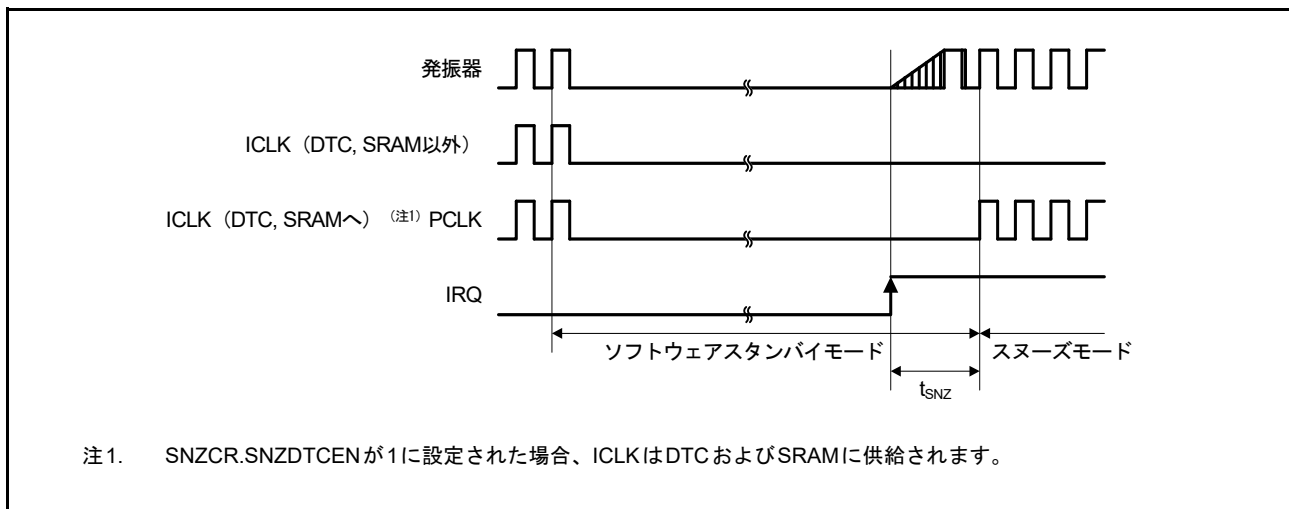 発振器
ICLK（DTC, SRAM以外）
ICLK（DTC, SRAMへ）（注1）PCLK
IRQ
ソフトウェアスタンバイモード
スヌーズモード
tSNZ
注1. SNZCR.SNZDTCENが1に設定された場合、ICLKはDTCおよびSRAMに供給されます。